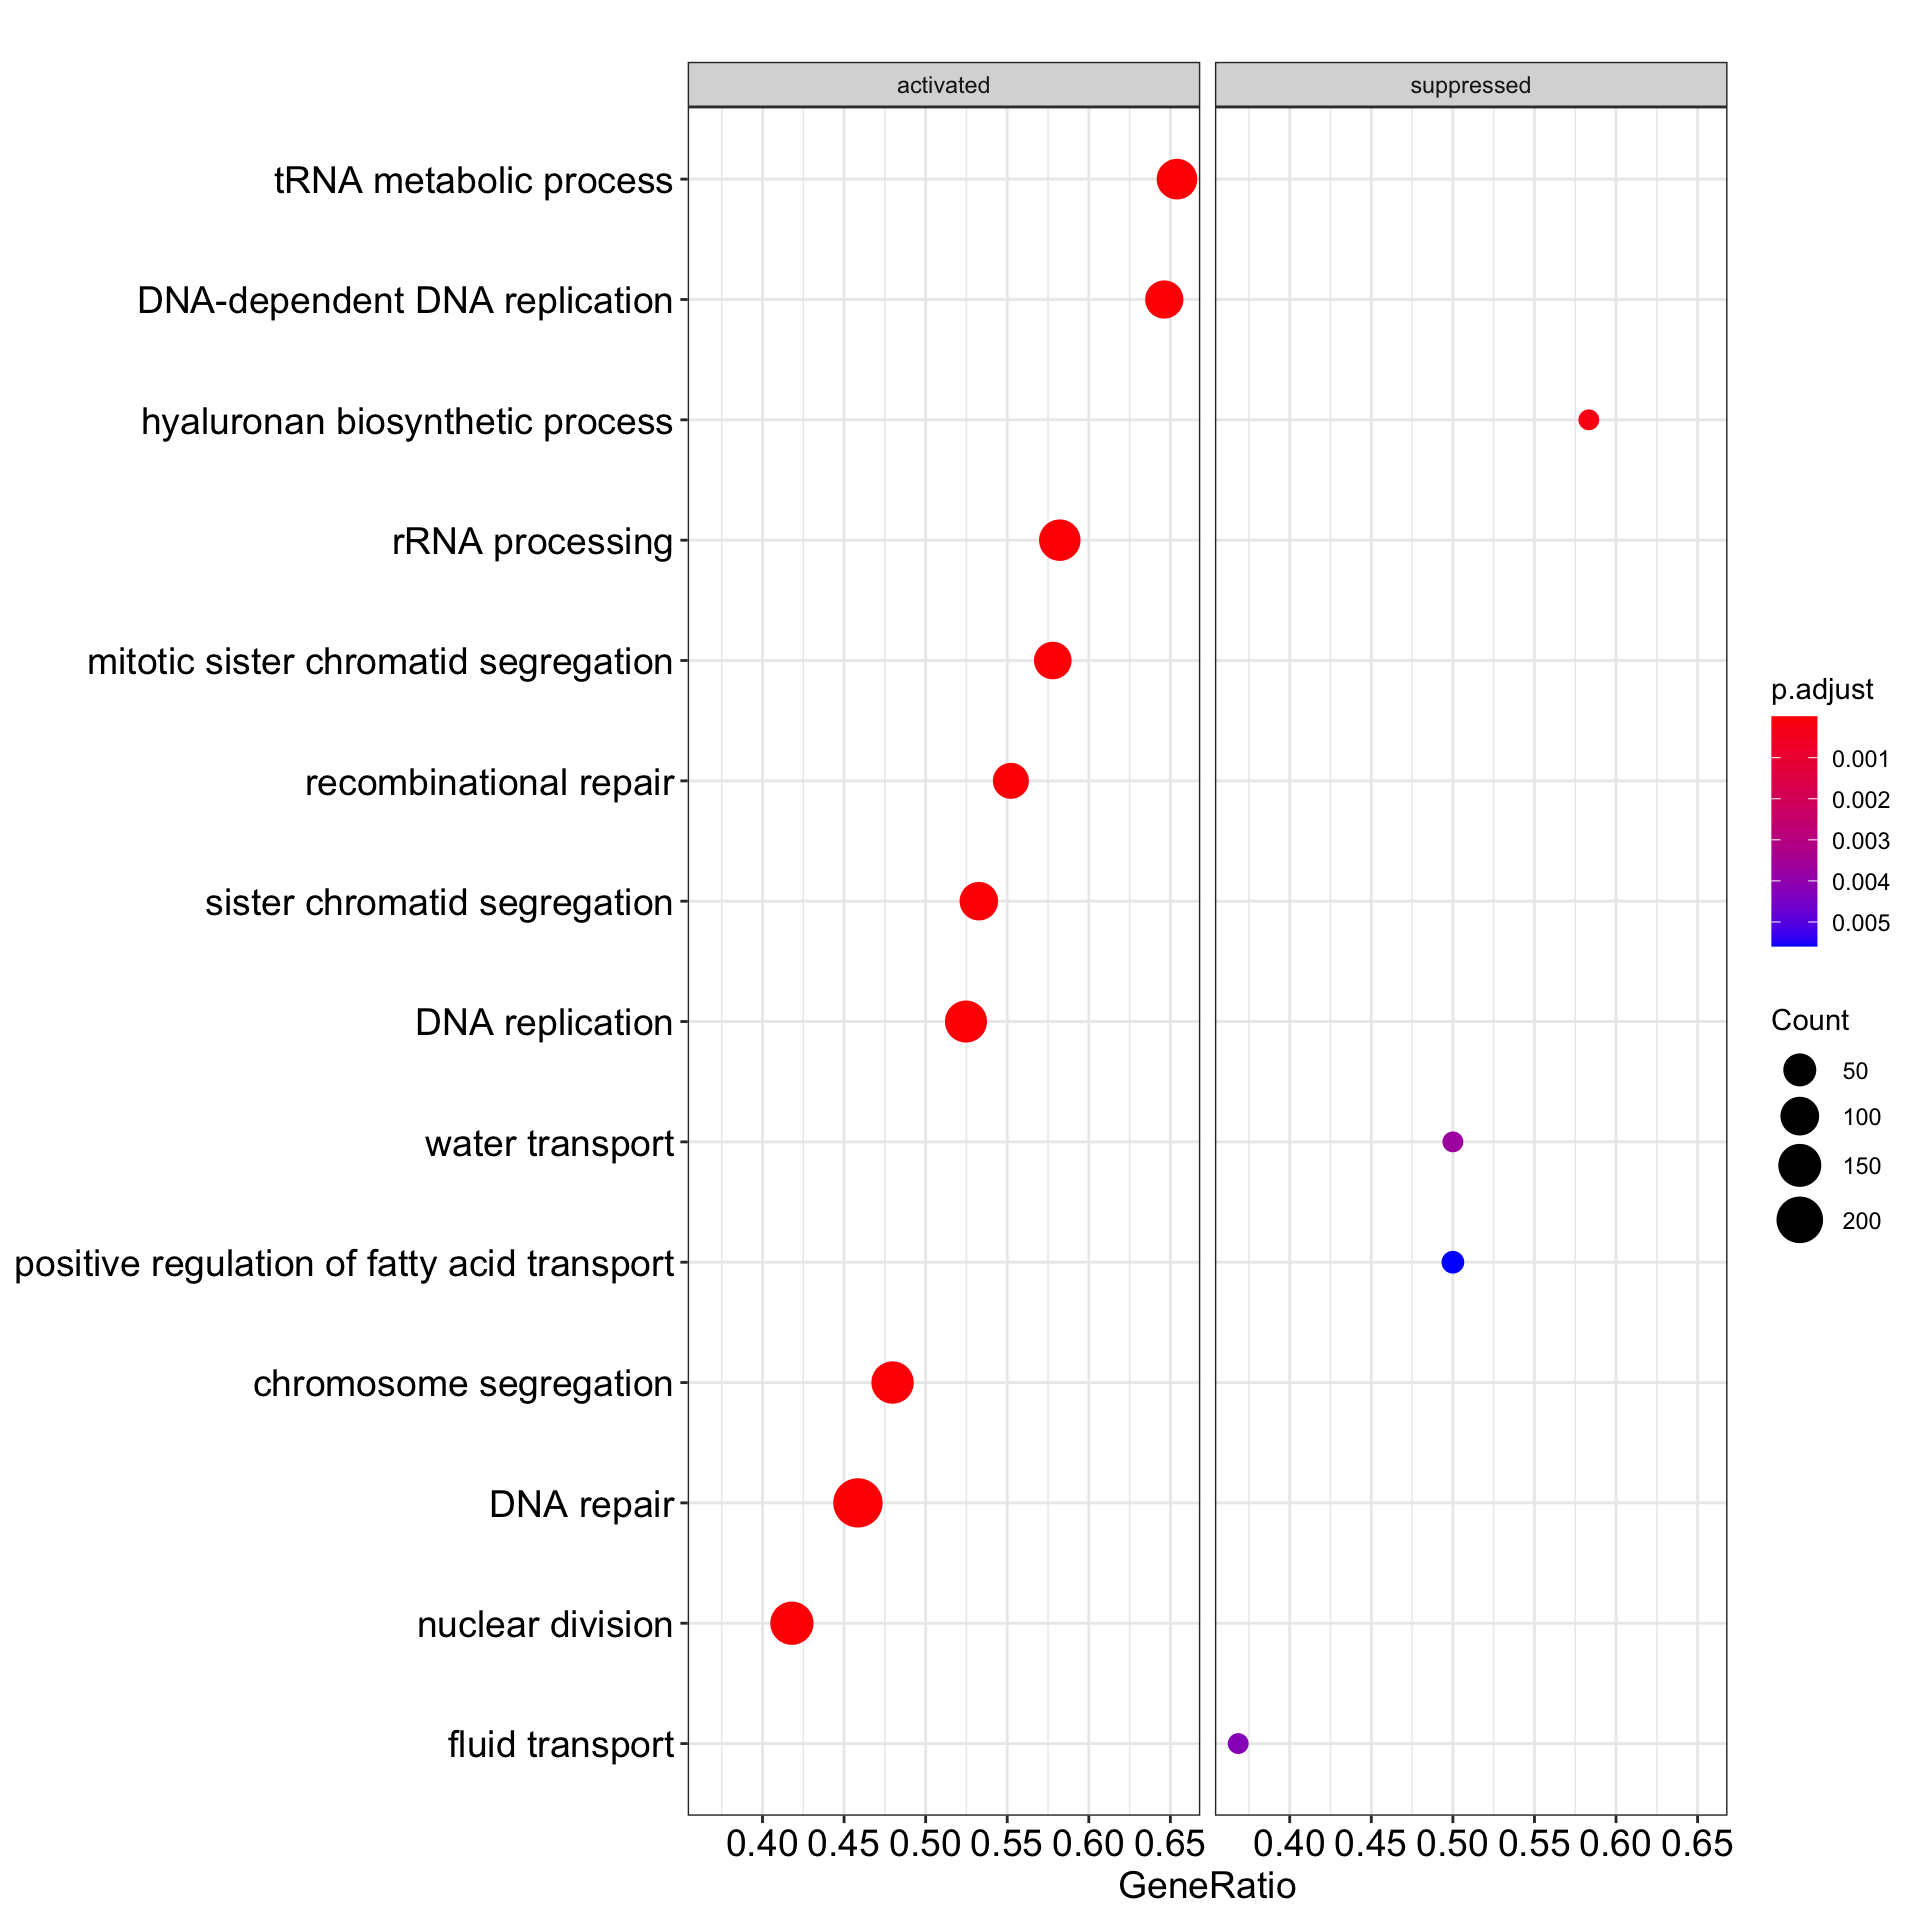 activated
suppressed
tRNA metabolic process
DNA-dependent DNA replication
hyaluronan biosynthetic process
rRNA processing
mitotic sister chromatid segregation
recombinational repair
sister chromatid segregation
DNA replication
water transport
positive regulation of fatty acid transport
chromosome segregation
DNA repair
nuclear division
fluid transport
0.40 0.45 0.50 0.55 0.60 0.65
0.40 0.45 0.50 0.55 0.60 0.65
GeneRatio
p.adjust
0.001
0.002
0.003
0.004
0.005
Count
50
100
150
200